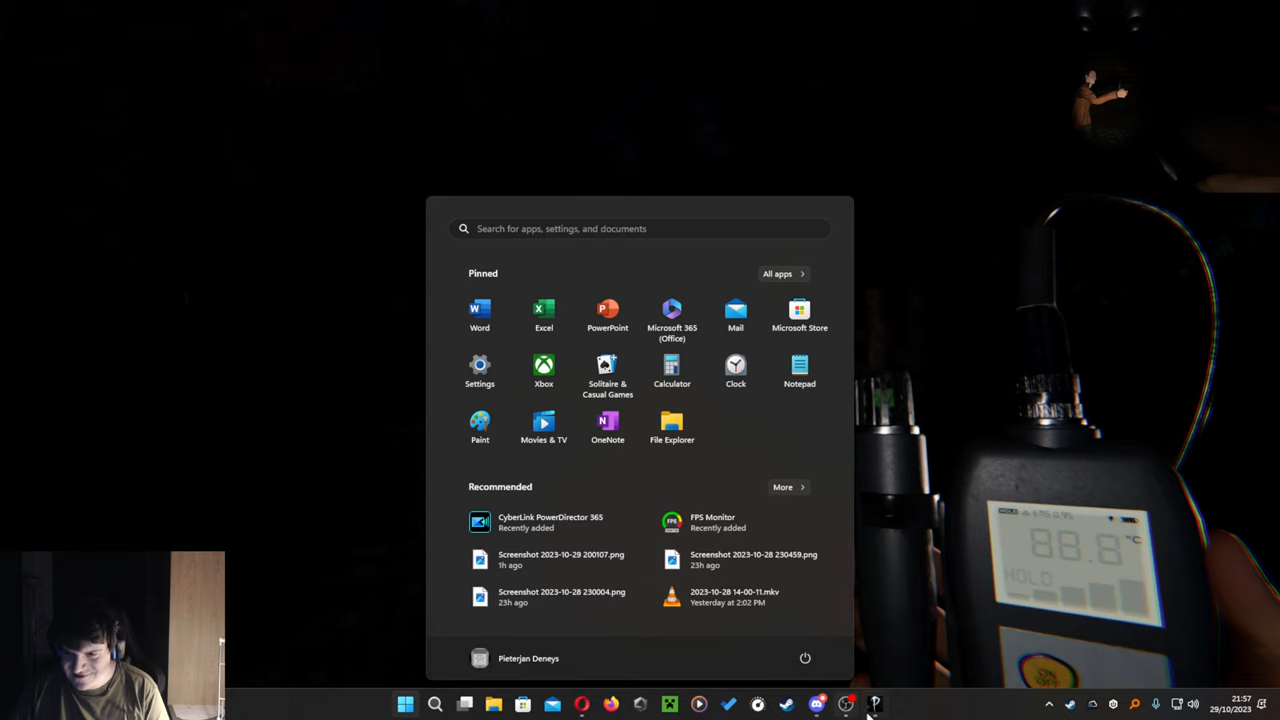 Search for apps, settings, and documents
Pinned
All apps
Word
Excel
PowerPoint
Microsoft 365
(Office)
Mail
Microsoft Store
Settings
Xbox
Solitaire &
Casual Games
Calculator
Clock
Notepad
Paint
Movies & TV
OneNote
File Explorer
Recommended
More
CyberLink PowerDirector 365
Recently added
FPS Monitor
Recently added
Screenshot 2023-10-29 200107.png
1h ago
Screenshot 2023-10-28 230459.png
23h ago
Screenshot 2023-10-28 230004.png
23h ago
2023-10-28 14-00-11.mkv
Yesterday at 2:02 PM
Pieterjan Deneys
88.8 °C
HOLD
ON
OFF
21:57
29/10/2023